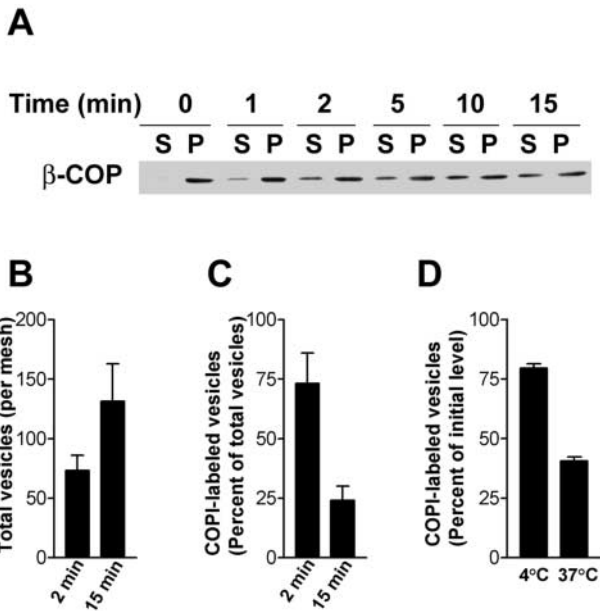 A
Time (min) 0 1 2 5 10 15
S P S P S P S P S P S P
β-COP
B
C
D
Total vesicles (per mesh)
200
150
100
50
0
2 min
15 min
COPI-labeled vesicles
(Percent of total vesicles)
100
75
50
25
0
2 min
15 min
COPI-labeled vesicles
(Percent of initial level)
100
75
50
25
0
4°C
37°C